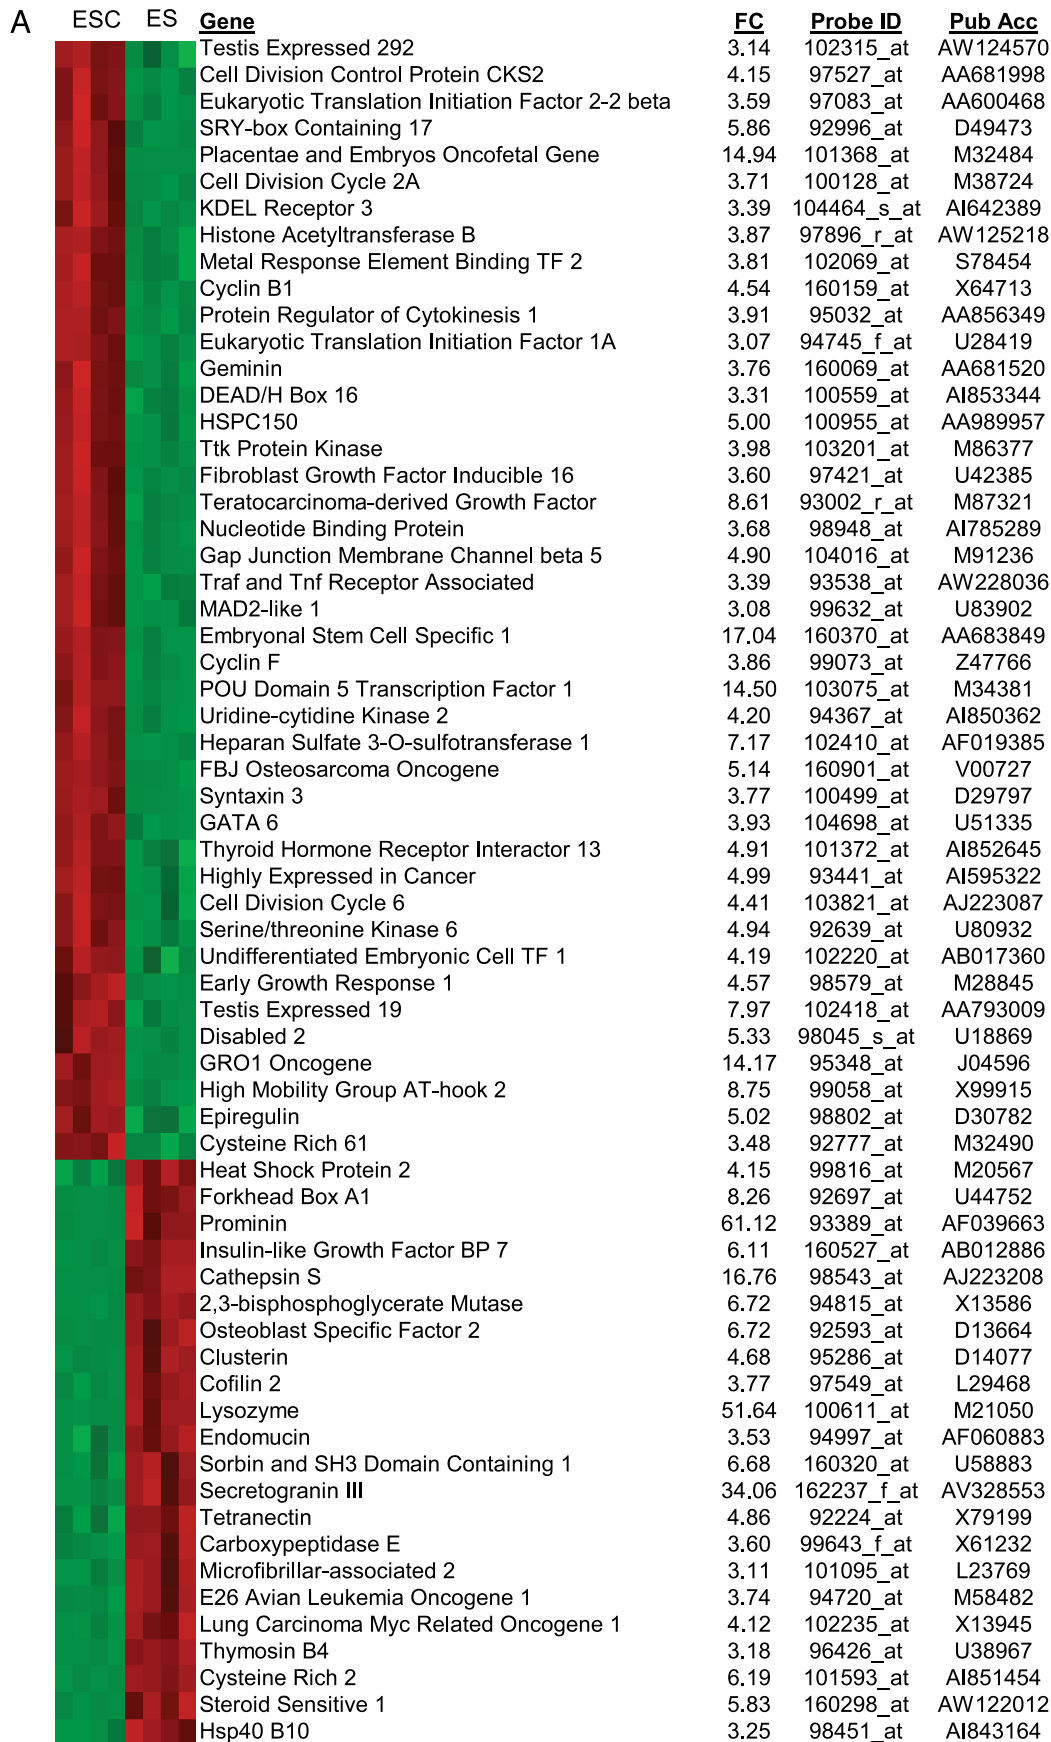 A ESC ES Gene FC Probe ID Pub Acc
Testis Expressed 292 3.14 102315_at AW124570
Cell Division Control Protein CKS2 4.15 97527_at AA681998
Eukaryotic Translation Initiation Factor 2-2 beta 3.59 97083_at AA600468
SRY-box Containing 17 5.86 92996_at D49473
Placentae and Embryos Oncofetal Gene 14.94 101368_at M32484
Cell Division Cycle 2A 3.71 100128_at M38724
KDEL Receptor 3 3.39 104464_s_at AI642389
Histone Acetyltransferase B 3.87 97896_r_at AW125218
Metal Response Element Binding TF 2 3.81 102069_at S78454
Cyclin B1 4.54 160159_at X64713
Protein Regulator of Cytokinesis 1 3.91 95032_at AA856349
Eukaryotic Translation Initiation Factor 1A 3.07 94745_f_at U28419
Geminin 3.76 160069_at AA681520
DEAD/H Box 16 3.31 100559_at AI853344
HSPC150 5.00 100955_at AA989957
Ttk Protein Kinase 3.98 103201_at M86377
Fibroblast Growth Factor Inducible 16 3.60 97421_at U42385
Teratocarcinoma-derived Growth Factor 8.61 93002_r_at M87321
Nucleotide Binding Protein 3.68 98948_at AI785289
Gap Junction Membrane Channel beta 5 4.90 104016_at M91236
Traf and Tnf Receptor Associated 3.39 93538_at AW228036
MAD2-like 1 3.08 99632_at U83902
Embryonal Stem Cell Specific 1 17.04 160370_at AA683849
Cyclin F 3.86 99073_at Z47766
POU Domain 5 Transcription Factor 1 14.50 103075_at M34381
Uridine-cytidine Kinase 2 4.20 94367_at AI850362
Heparan Sulfate 3-O-sulfotransferase 1 7.17 102410_at AF019385
FBJ Osteosarcoma Oncogene 5.14 160901_at V00727
Syntaxin 3 3.77 100499_at D29797
GATA 6 3.93 104698_at U51335
Thyroid Hormone Receptor Interactor 13 4.91 101372_at AI852645
Highly Expressed in Cancer 4.99 93441_at AI595322
Cell Division Cycle 6 4.41 103821_at AJ223087
Serine/threonine Kinase 6 4.94 92639_at U80932
Undifferentiated Embryonic Cell TF 1 4.19 102220_at AB017360
Early Growth Response 1 4.57 98579_at M28845
Testis Expressed 19 7.97 102418_at AA793009
Disabled 2 5.33 98045_s_at U18869
GRO1 Oncogene 14.17 95348_at J04596
High Mobility Group AT-hook 2 8.75 99058_at X99915
Epiregulin 5.02 98802_at D30782
Cysteine Rich 61 3.48 92777_at M32490
Heat Shock Protein 2 4.15 99816_at M20567
Forkhead Box A1 8.26 92697_at U44752
Prominin 61.12 93389_at AF039663
Insulin-like Growth Factor BP 7 6.11 160527_at AB012886
Cathepsin S 16.76 98543_at AJ223208
2,3-bisphosphoglycerate Mutase 6.72 94815_at X13586
Osteoblast Specific Factor 2 6.72 92593_at D13664
Clusterin 4.68 95286_at D14077
Cofilin 2 3.77 97549_at L29468
Lysozyme 51.64 100611_at M21050
Endomucin 3.53 94997_at AF060883
Sorbin and SH3 Domain Containing 1 6.68 160320_at U58883
Secretogranin III 34.06 162237_f_at AV328553
Tetranectin 4.86 92224_at X79199
Carboxypeptidase E 3.60 99643_f_at X61232
Microfibrillar-associated 2 3.11 101095_at L23769
E26 Avian Leukemia Oncogene 1 3.74 94720_at M58482
Lung Carcinoma Myc Related Oncogene 1 4.12 102235_at X13945
Thymosin B4 3.18 96426_at U38967
Cysteine Rich 2 6.19 101593_at AI851454
Steroid Sensitive 1 5.83 160298_at AW122012
Hsp40 B10 3.25 98451_at AI843164